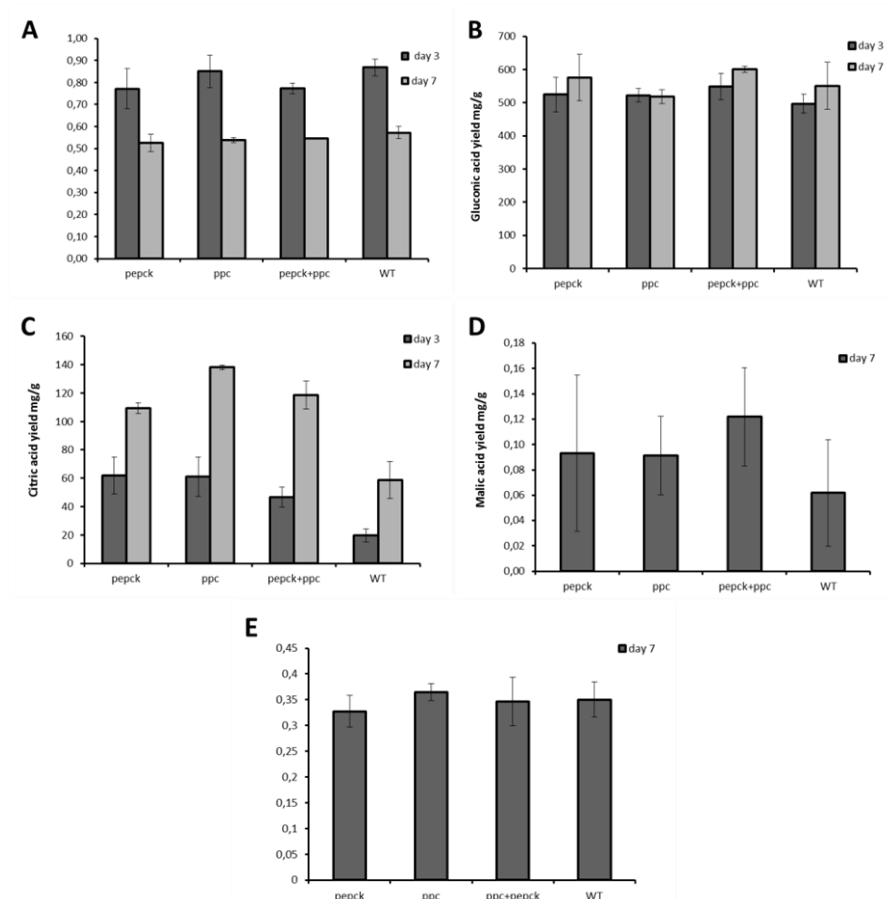 A
1,00
0,90
0,80
0,70
0,60
0,50
0,40
0,30
0,20
0,10
0,00
day 3
day 7
pepck ppc pepck+ppc WT
B
Gluconic acid yield mg/g
700
600
500
400
300
200
100
0
day 3
day 7
pepck ppc pepck+ppc WT
C
Citric acid yield mg/g
160
140
120
100
80
60
40
20
0
day 3
day 7
pepck ppc pepck+ppc WT
D
Malic acid yield mg/g
0,18
0,16
0,14
0,12
0,10
0,08
0,06
0,04
0,02
0,00
day 7
pepck ppc pepck+ppc WT
E
0,45
0,4
0,35
0,3
0,25
0,2
0,15
0,1
0,05
0
day 7
pepck ppc ppc+pepck WT